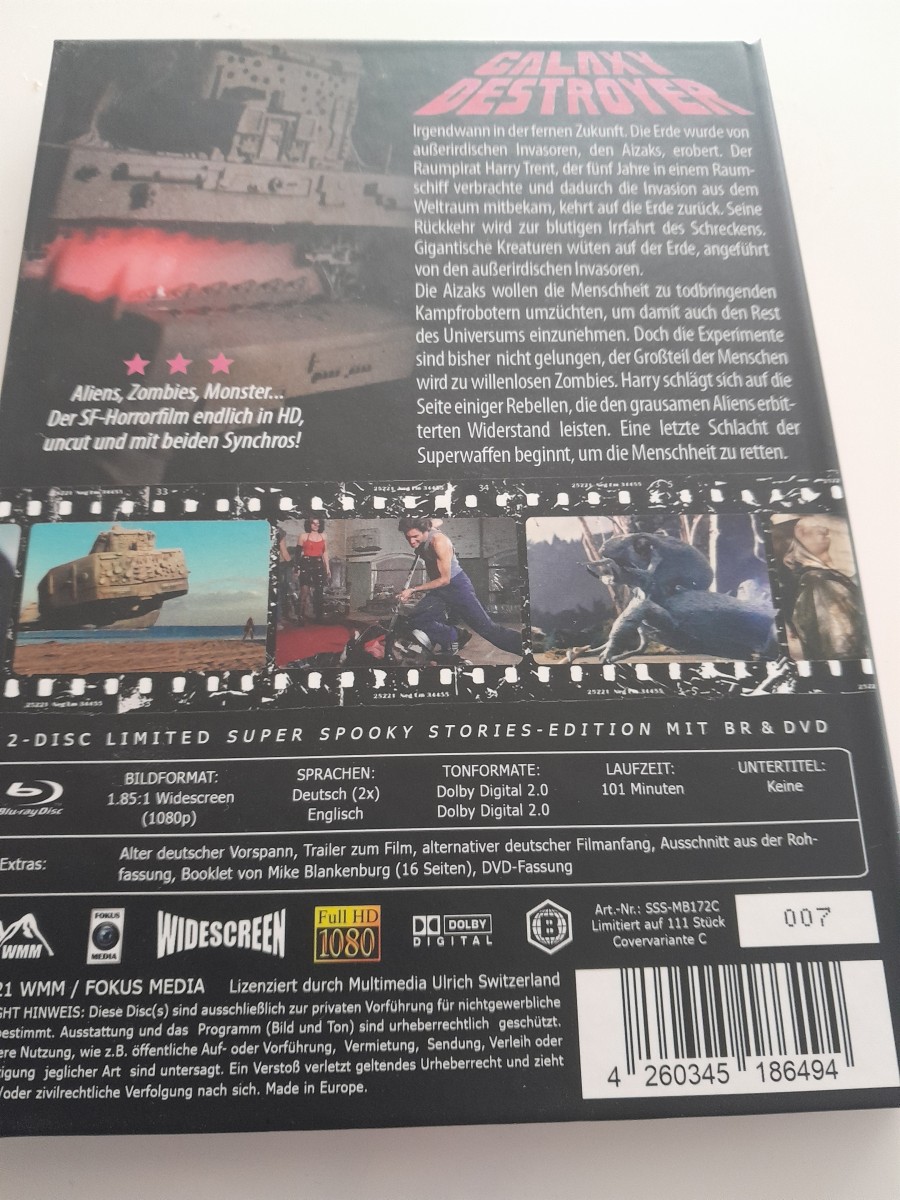 GALAXY
DESTROYER
Irgendwann in der fernen Zukunft. Die Erde wurde von
außerirdischen Invasoren, den Aizaks, erobert. Der
Raumpirat Harry Trent, der fünf Jahre in einem Raum-
schiff verbrachte und dadurch die Invasion aus dem
Weltraum mitbekam, kehrt auf die Erde zurück. Seine
Rückkehr wird zur blutigen Irrfahrt des Schreckens.
Gigantische Kreaturen wüten auf der Erde, angeführt
von den außerirdischen Invasoren.
Die Aizaks wollen die Menschheit zu todbringenden
Kampfrobotern umzüchten, um damit auch den Rest
des Universums einzunehmen. Doch die Experimente
sind bisher nicht gelungen, der Großteil der Menschen
wird zu willenlosen Zombies. Harry schlägt sich auf die
Seite einiger Rebellen, die den grausamen Aliens erbit-
terten Widerstand leisten. Eine letzte Schlacht der
Superwaffen beginnt, um die Menschheit zu retten.
Aliens, Zombies, Monster...
Der SF-Horrorfilm endlich in HD,
uncut und mit beiden Synchros!
33
34
25221 Neg Em 34455
2-DISC LIMITED SUPER SPOOKY STORIES-EDITION MIT BR & DVD
Blu-ray Disc
BILDFORMAT:
1.85:1 Widescreen
(1080p)
SPRACHEN:
Deutsch (2x)
Englisch
TONFORMATE:
Dolby Digital 2.0
Dolby Digital 2.0
LAUFZEIT:
101 Minuten
UNTERTITEL:
Keine
Extras:
Alter deutscher Vorspann, Trailer zum Film, alternativer deutscher Filmanfang, Ausschnitt aus der Roh-
fassung, Booklet von Mike Blankenburg (16 Seiten), DVD-Fassung
WMM
FOKUS
MEDIA
WIDESCREEN
Full HD
1080
DOLBY
DIGITAL
B
Art.-Nr.: SSS-MB172C
Limitiert auf 111 Stück
Covervariante C
007
21 WMM / FOKUS MEDIA Lizenziert durch Multimedia Ulrich Switzerland
GHT HINWEIS: Diese Disc(s) sind ausschließlich zur privaten Vorführung für nichtgewerbliche
bestimmt. Ausstattung und das Programm (Bild und Ton) sind urheberrechtlich geschützt.
ere Nutzung, wie z.B. öffentliche Auf- oder Vorführung, Vermietung, Sendung, Verleih oder
tigung jeglicher Art sind untersagt. Ein Verstoß verletzt geltendes Urheberrecht und zieht
/oder zivilrechtliche Verfolgung nach sich. Made in Europe.
4 260345 186494